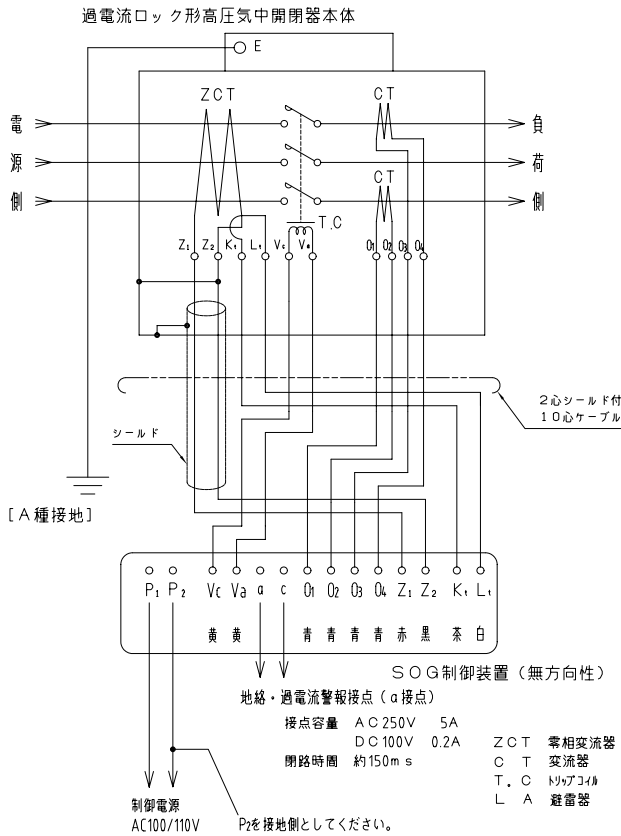 過電流ロック形高圧気中開閉器本体
E
ZCT
CT
電 負
源 荷
側 側
CT
T.C
Z1 Z2 Kt Lt Vc Va O1 O2 O3 O4
2心シールド付
10心ケーブル
シールド
[A種接地]
P1 P2 Vc Va a c O1 O2 O3 O4 Z1 Z2 Kt Lt
黄 黄 青 青 青 青 赤 黒 茶 白
SOG制御装置(無方向性)
地絡・過電流警報接点(a接点)
接点容量 AC250V 5A
DC100V 0.2A
閉路時間 約150ms
ZCT 零相変流器
CT 変流器
T.C トリップコイル
LA 避雷器
制御電源
AC100/110V
P2を接地側としてください。